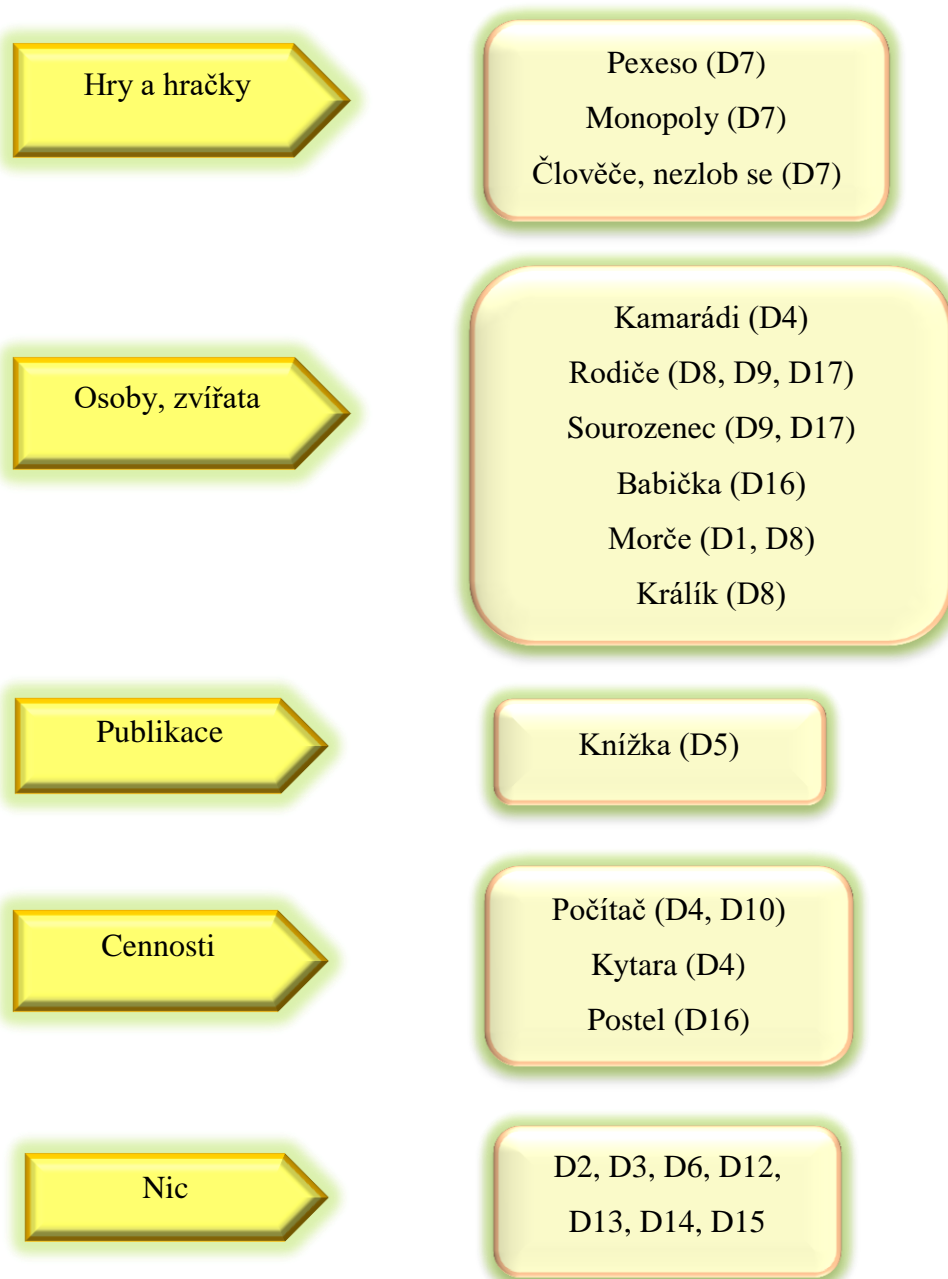 Hry a hračky
Pexeso (D7)
Monopoly (D7)
Člověče, nezlob se (D7)
Osoby, zvířata
Kamarádi (D4)
Rodiče (D8, D9, D17)
Sourozenec (D9, D17)
Babička (D16)
Morče (D1, D8)
Králík (D8)
Publikace
Knížka (D5)
Cennosti
Počítač (D4, D10)
Kytara (D4)
Postel (D16)
Nic
D2, D3, D6, D12,
D13, D14, D15